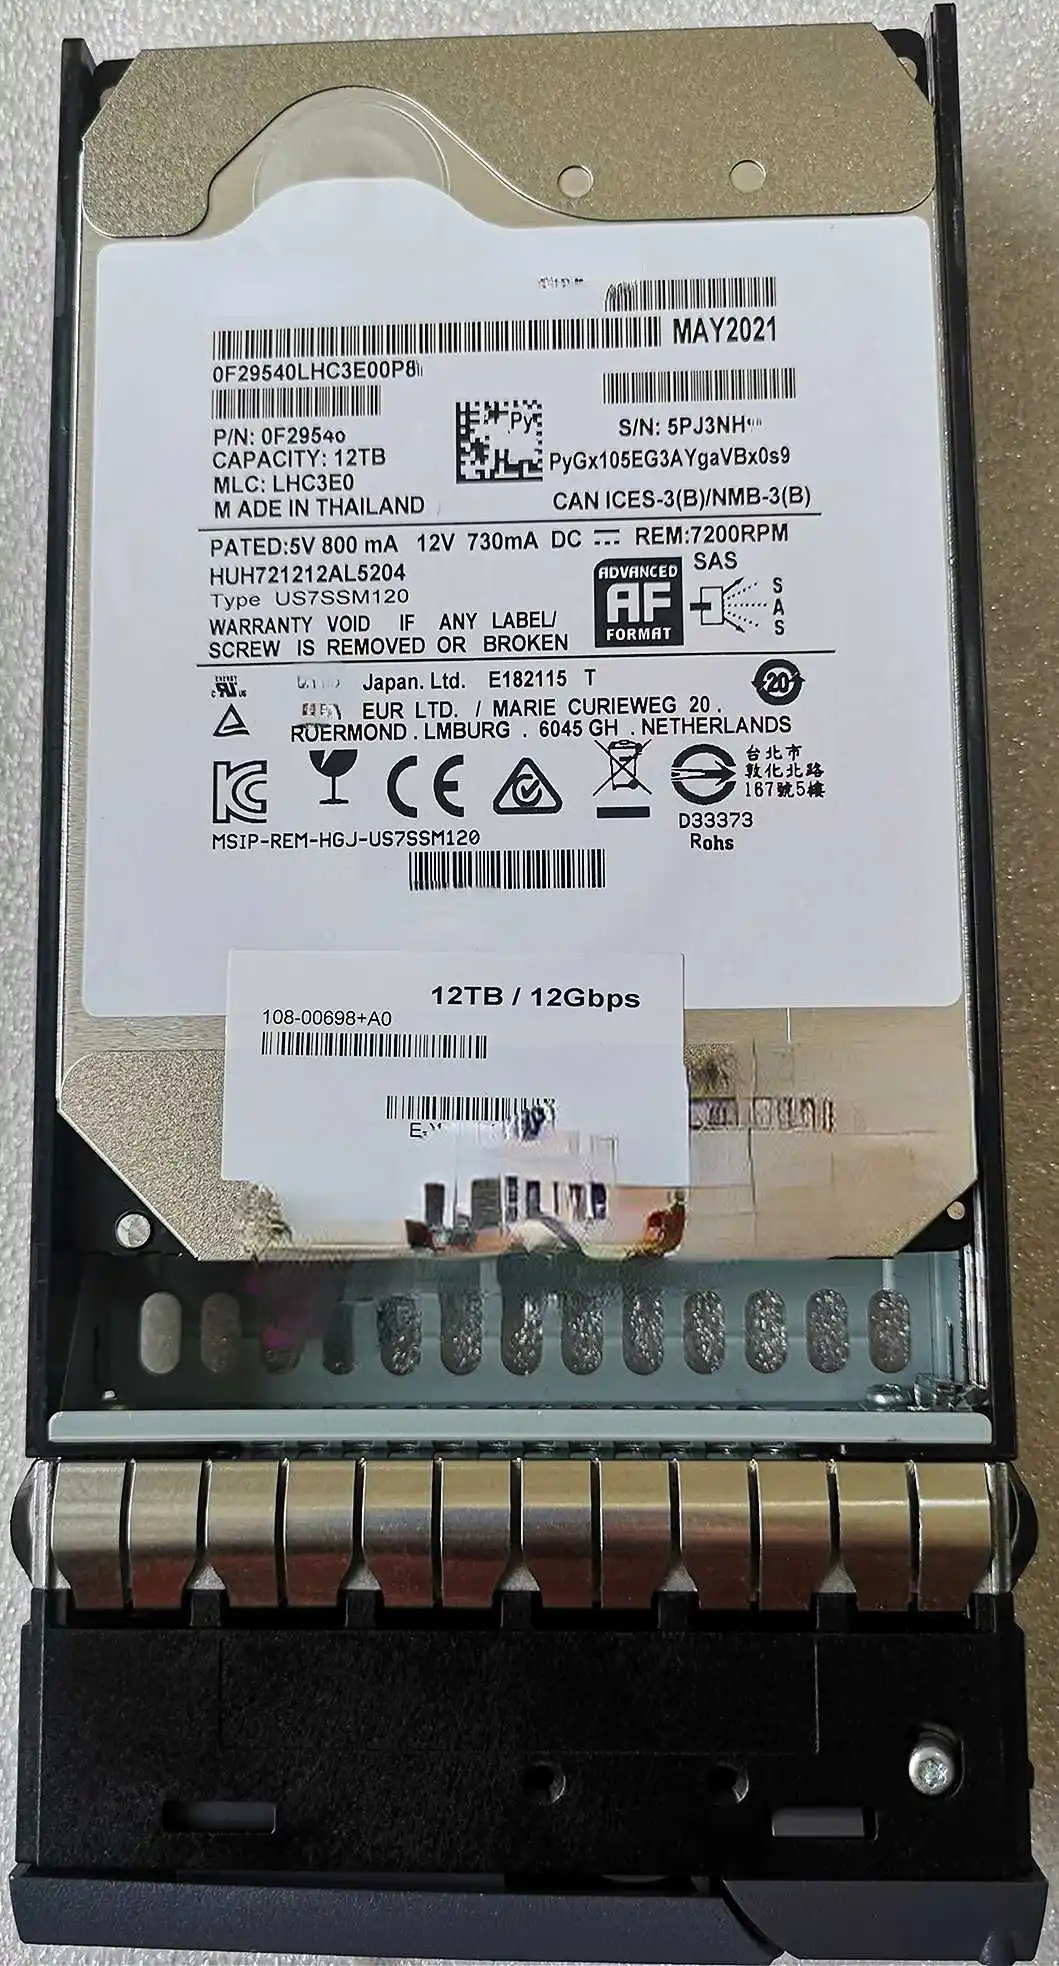 MAY2021
0F29540LHC3E00P8
P/N: 0F29540
S/N: 5PJ3NH
Py
CAPACITY: 12TB
PyGx105EG3AYgaVBx0s9
MLC: LHC3E0
M ADE IN THAILAND
CAN ICES-3(B)/NMB-3(B)
PATED:5V 800 mA 12V 730mA DC REM:7200RPM
HUH721212AL5204
Type US7SSM120
ADVANCED
AF
FORMAT
SAS
S
A
S
WARRANTY VOID IF ANY LABEL/
SCREW IS REMOVED OR BROKEN
Japan. Ltd. E182115 T
20
EUR LTD. / MARIE CURIEWEG 20 .
RUERMOND . LMBURG . 6045 GH . NETHERLANDS
CE
台北市
敦化北路
167號5樓
D33373
Rohs
MSIP-REM-HGJ-US7SSM120
12TB / 12Gbps
108-00698+A0